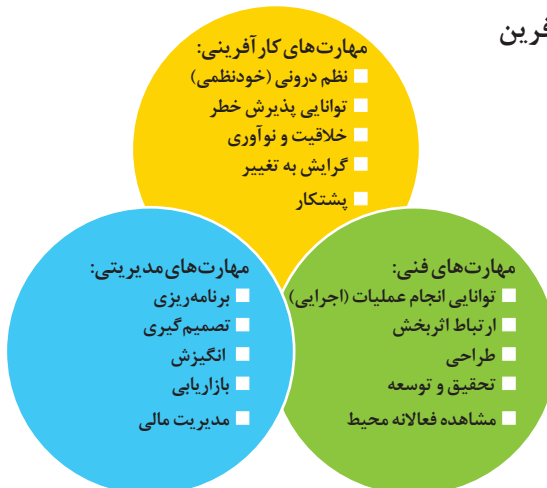 فرین
مهارت‌های کارآفرینی:
نظم درونی (خودنظمی)
توانایی پذیرش خطر
خلاقیت و نوآوری
گرایش به تغییر
پشتکار
مهارت‌های فنی:
توانایی انجام عملیات (اجرایی)
ارتباط اثربخش
طراحی
تحقیق و توسعه
مشاهده فعالانه محیط
مهارت‌های مدیریتی:
برنامه‌ریزی
تصمیم‌گیری
انگیزش
بازاریابی
مدیریت مالی